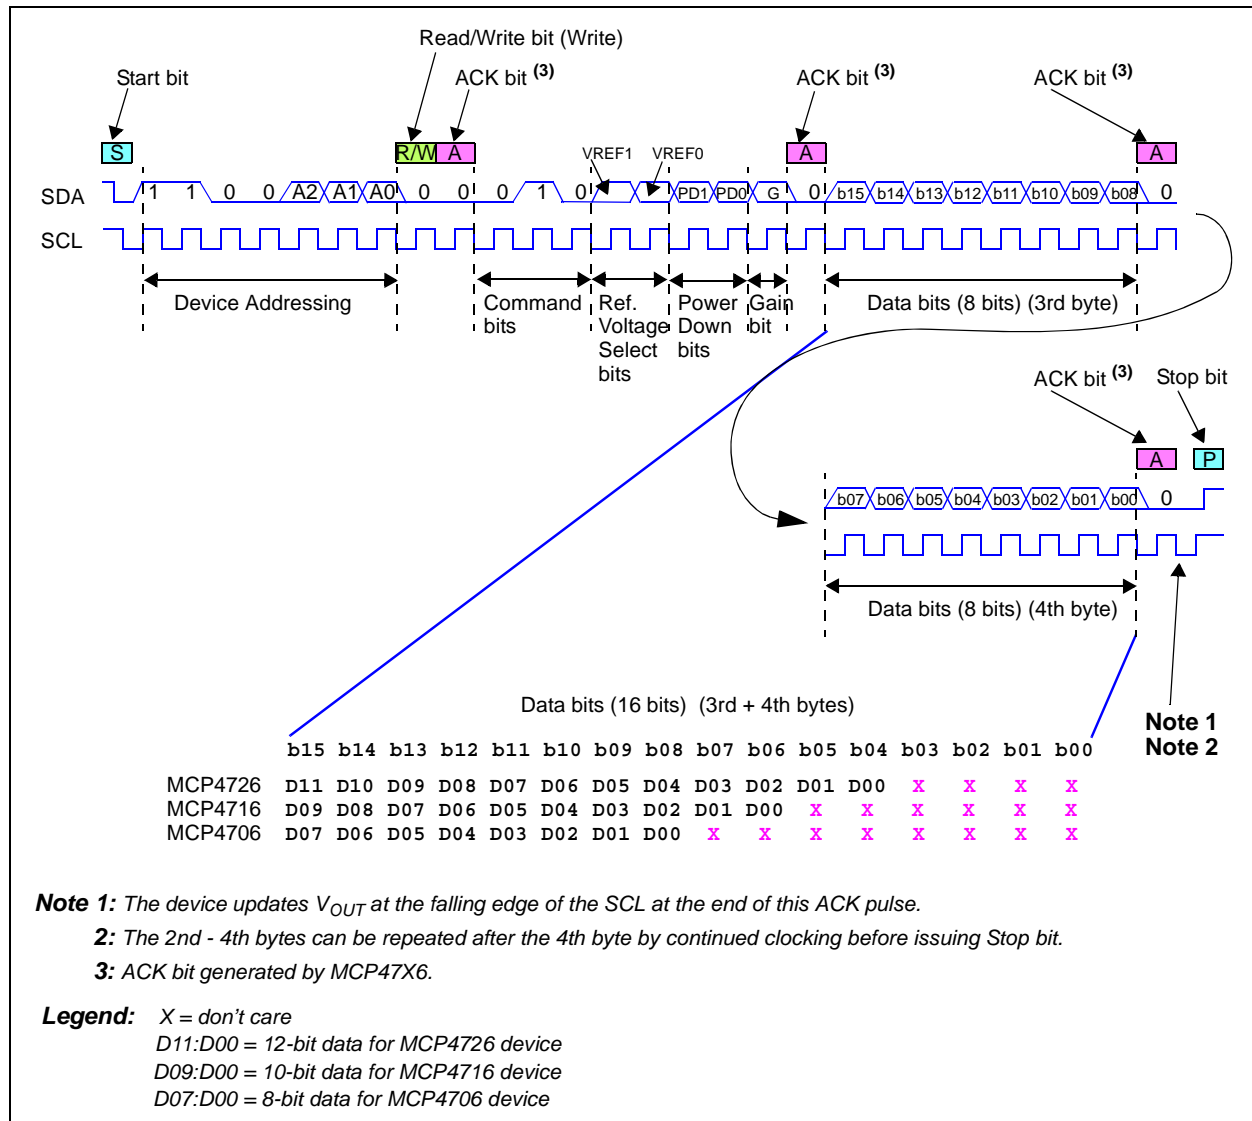 Read/Write bit (Write)
Start bit
ACK bit (3)
ACK bit (3)
ACK bit (3)
S
R/W
A
VREF1
VREF0
A
A
SDA
1 1 0 0 A2 A1 A0 0 0 0 1 0 PD1 PD0 G 0 b15 b14 b13 b12 b11 b10 b09 b08 0
SCL
Device Addressing
Command
bits
Ref.
Voltage
Select
bits
Power
Down
bits
Gain
bit
Data bits (8 bits) (3rd byte)
ACK bit (3)
Stop bit
A
P
b07 b06 b05 b04 b03 b02 b01 b00 0
Data bits (8 bits) (4th byte)
Note 1
Note 2
Data bits (16 bits) (3rd + 4th bytes)
b15 b14 b13 b12 b11 b10 b09 b08 b07 b06 b05 b04 b03 b02 b01 b00
MCP4726 D11 D10 D09 D08 D07 D06 D05 D04 D03 D02 D01 D00 X X X X
MCP4716 D09 D08 D07 D06 D05 D04 D03 D02 D01 D00 X X X X X X
MCP4706 D07 D06 D05 D04 D03 D02 D01 D00 X X X X X X X X
Note 1: The device updates VOUT at the falling edge of the SCL at the end of this ACK pulse.
2: The 2nd - 4th bytes can be repeated after the 4th byte by continued clocking before issuing Stop bit.
3: ACK bit generated by MCP47X6.
Legend: X = don't care
D11:D00 = 12-bit data for MCP4726 device
D09:D00 = 10-bit data for MCP4716 device
D07:D00 = 8-bit data for MCP4706 device